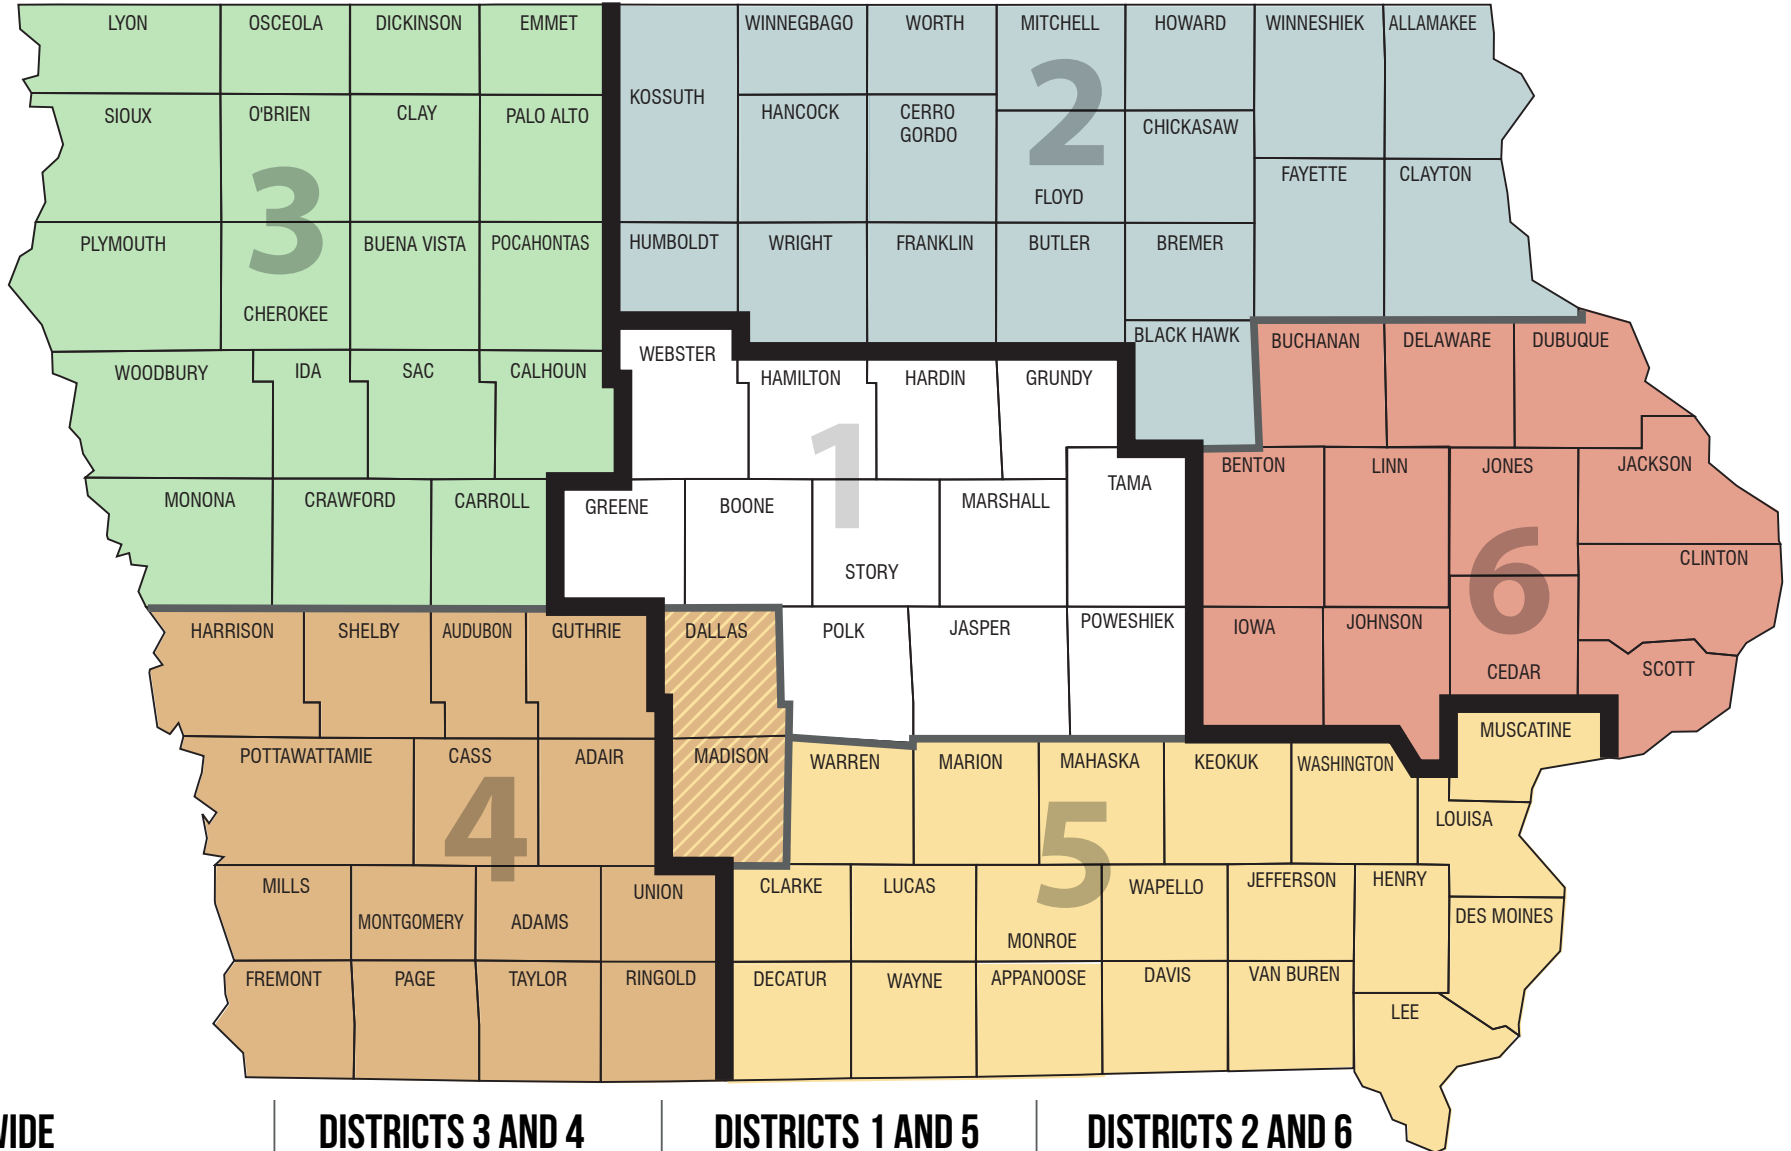 LYON
OSCEOLA
DICKINSON
EMMET
KOSSUTH
WINNEGBAGO
WORTH
MITCHELL
HOWARD
WINNESHIEK
ALLAMAKEE
SIOUX
O'BRIEN
CLAY
PALO ALTO
HANCOCK
CERRO
GORDO
2
FLOYD
CHICKASAW
FAYETTE
CLAYTON
3
PLYMOUTH
CHEROKEE
BUENA VISTA
POCAHONTAS
HUMBOLDT
WRIGHT
FRANKLIN
BUTLER
BREMER
BLACK HAWK
BUCHANAN
DELAWARE
DUBUQUE
WOODBURY
IDA
SAC
CALHOUN
WEBSTER
HAMILTON
HARDIN
GRUNDY
1
MONONA
CRAWFORD
CARROLL
GREENE
BOONE
STORY
MARSHALL
TAMA
BENTON
LINN
JONES
JACKSON
6
CLINTON
HARRISON
SHELBY
AUDUBON
GUTHRIE
DALLAS
POLK
JASPER
POWESHIEK
IOWA
JOHNSON
CEDAR
SCOTT
MUSCATINE
POTTAWATTAMIE
CASS
ADAIR
MADISON
WARREN
MARION
MAHASKA
KEOKUK
WASHINGTON
LOUISA
4
5
MILLS
MONTGOMERY
ADAMS
UNION
CLARKE
LUCAS
MONROE
WAPELLO
JEFFERSON
HENRY
DES MOINES
FREMONT
PAGE
TAYLOR
RINGOLD
DECATUR
WAYNE
APPANOOSE
DAVIS
VAN BUREN
LEE
WIDE
DISTRICTS 3 AND 4
DISTRICTS 1 AND 5
DISTRICTS 2 AND 6